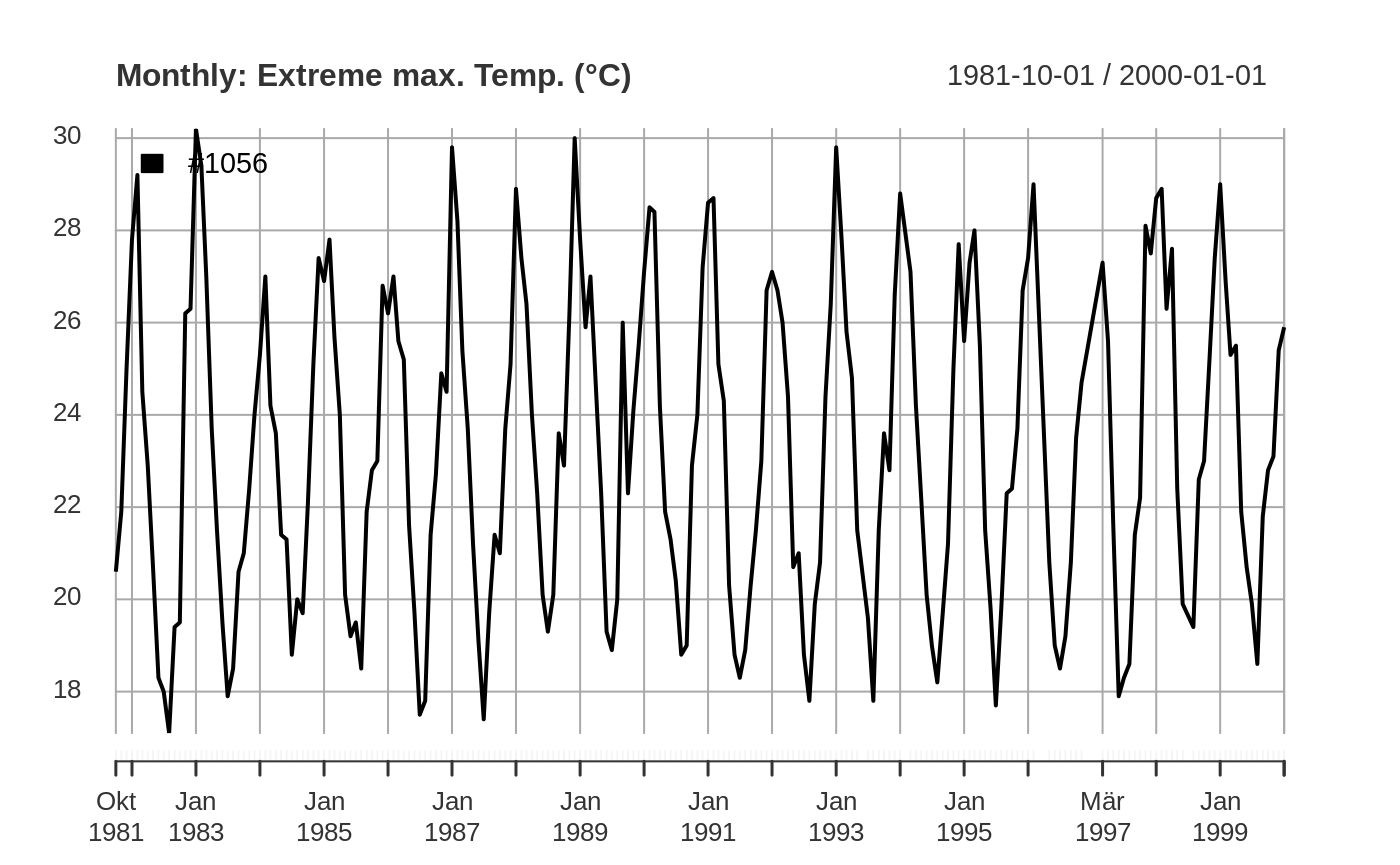 Monthly: Extreme max. Temp. (°C)
1981-10-01 / 2000-01-01
30
#1056
28
26
24
22
20
18
Okt Jan Jan Jan Jan Jan Jan Jan Mär Jan
1981 1983 1985 1987 1989 1991 1993 1995 1997 1999